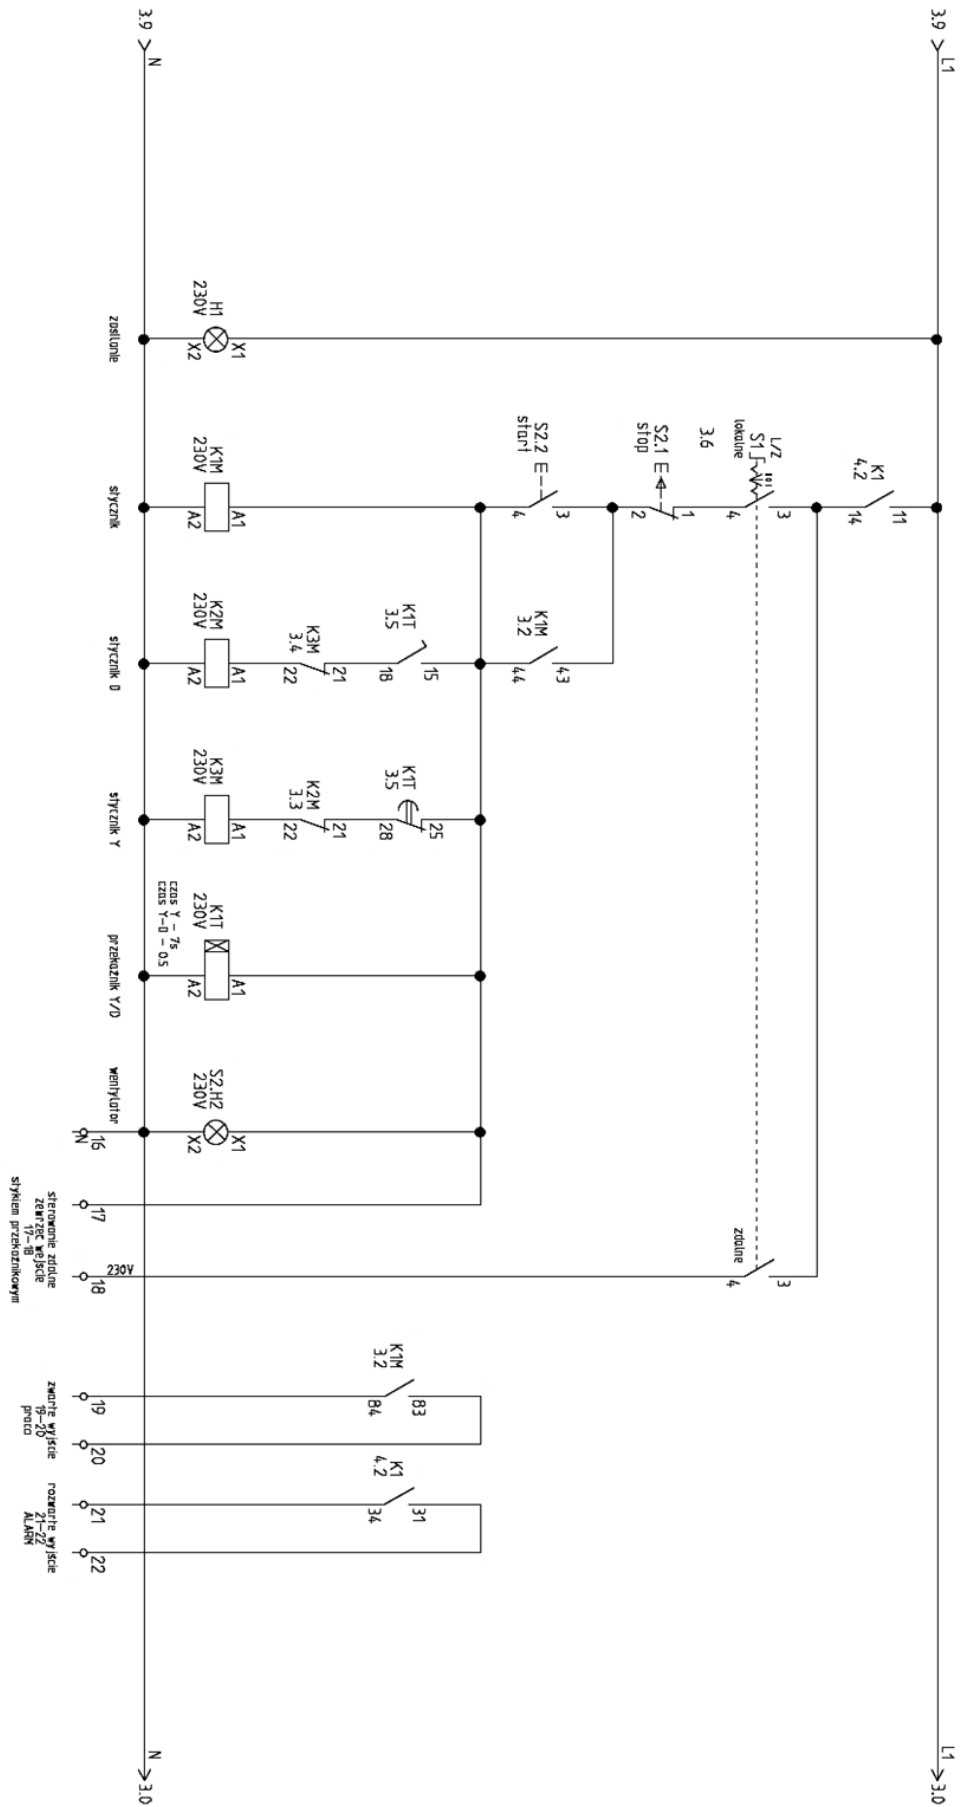 3.9
L1
L1
3.0
K1
4.2
11
14
L/Z
S1
lokalne
3.6
3
4
zdalne
3
4
S2.1 E
stop
1
2
S2.2 E
start
3
4
K1M
3.2
43
44
K1T
3.5
15
18
K1T
3.5
25
28
K3M
3.4
21
22
K2M
3.3
21
22
K1M
3.2
83
84
K1
4.2
31
34
H1
230V
X1
X2
K1M
230V
A1
A2
K2M
230V
A1
A2
K3M
230V
A1
A2
K1T
230V
A1
A2
czas Y - 7s
czas Y-D - 0.5
S2.H2
230V
X1
X2
3.9
N
N
3.0
zasilanie
stycznik
stycznik D
stycznik Y
przekaźnik Y/D
wentylator
16
N
17
230V
18
19
20
21
22
sterowanie zdalne
zewrzeć wejście
17-18
stykiem przekaźnikowym
zwarte wyjście
19-20
praca
rozwarte wyjście
21-22
ALARM